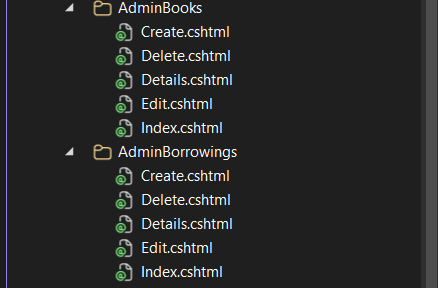 AdminBooks
Create.cshtml
Delete.cshtml
Details.cshtml
Edit.cshtml
Index.cshtml
AdminBorrowings
Create.cshtml
Delete.cshtml
Details.cshtml
Edit.cshtml
Index.cshtml